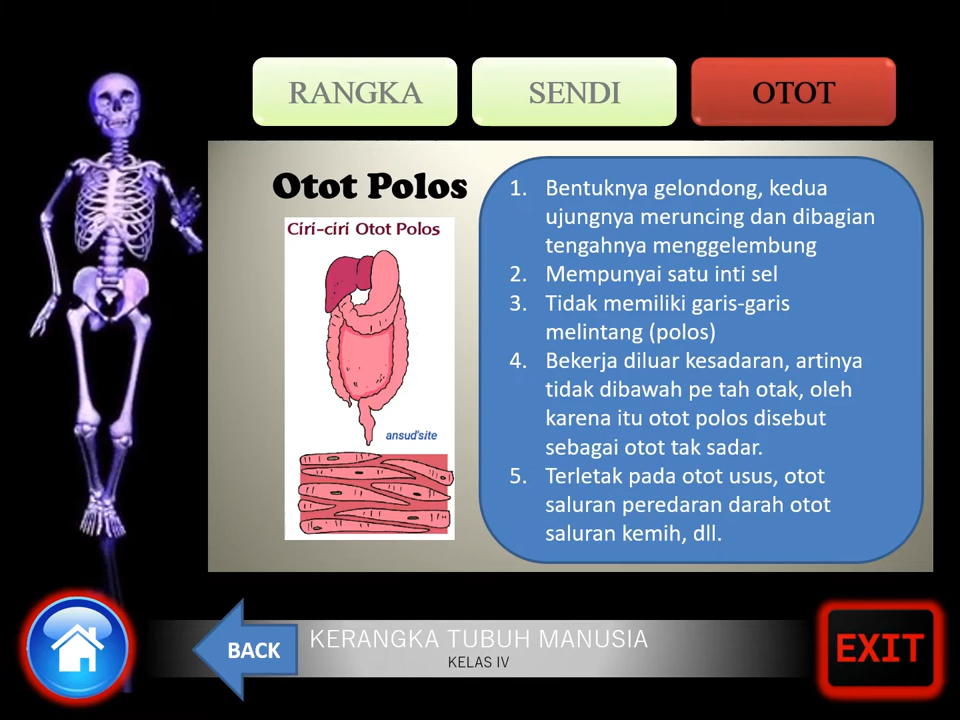 RANGKA
SENDI
OTOT
Otot Polos
Ciri-ciri Otot Polos
ansud'site
1. Bentuknya gelondong, kedua
ujungnya meruncing dan dibagian
tengahnya menggelembung
2. Mempunyai satu inti sel
3. Tidak memiliki garis-garis
melintang (polos)
4. Bekerja diluar kesadaran, artinya
tidak dibawah pe tah otak, oleh
karena itu otot polos disebut
sebagai otot tak sadar.
5. Terletak pada otot usus, otot
saluran peredaran darah otot
saluran kemih, dll.
BACK
KERANGKA TUBUH MANUSIA
KELAS IV
EXIT